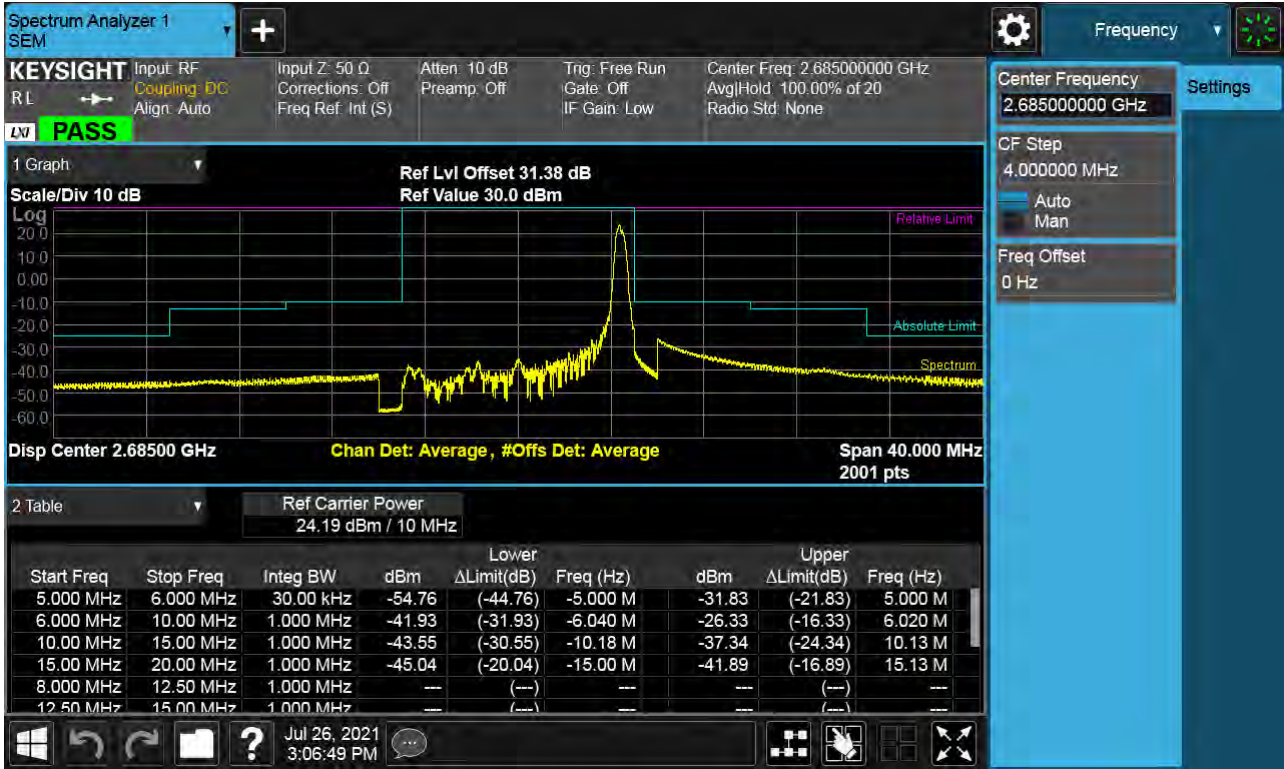 Spectrum Analyzer 1
SEM
Frequency
KEYSIGHT
R L
LXI
PASS
Input: RF
Coupling: DC
Align: Auto
Input Z: 50 Ω
Corrections: Off
Freq Ref: Int (S)
Atten: 10 dB
Preamp: Off
Trig: Free Run
Gate: Off
IF Gain: Low
Center Freq: 2.685000000 GHz
Avg|Hold: 100.00% of 20
Radio Std: None
Center Frequency
2.685000000 GHz
Settings
CF Step
4.000000 MHz
Auto
Man
Freq Offset
0 Hz
1 Graph
Ref Lvl Offset 31.38 dB
Scale/Div 10 dB
Ref Value 30.0 dBm
Log
Relative Limit
20.0
10.0
0.00
-10.0
-20.0
Absolute Limit
-30.0
-40.0
Spectrum
-50.0
-60.0
Disp Center 2.68500 GHz
Chan Det: Average, #Offs Det: Average
Span 40.000 MHz
2001 pts
2 Table
Ref Carrier Power
24.19 dBm / 10 MHz
Lower Upper
Start Freq Stop Freq Integ BW dBm ΔLimit(dB) Freq (Hz) dBm ΔLimit(dB) Freq (Hz)
5.000 MHz 6.000 MHz 30.00 kHz -54.76 (-44.76) -5.000 M -31.83 (-21.83) 5.000 M
6.000 MHz 10.00 MHz 1.000 MHz -41.93 (-31.93) -6.040 M -26.33 (-16.33) 6.020 M
10.00 MHz 15.00 MHz 1.000 MHz -43.55 (-30.55) -10.18 M -37.34 (-24.34) 10.13 M
15.00 MHz 20.00 MHz 1.000 MHz -45.04 (-20.04) -15.00 M -41.89 (-16.89) 15.13 M
8.000 MHz 12.50 MHz 1.000 MHz --- (---) --- --- (---) ---
12.50 MHz 15.00 MHz 1.000 MHz --- (---) --- --- (---) ---
?
Jul 26, 2021
3:06:49 PM